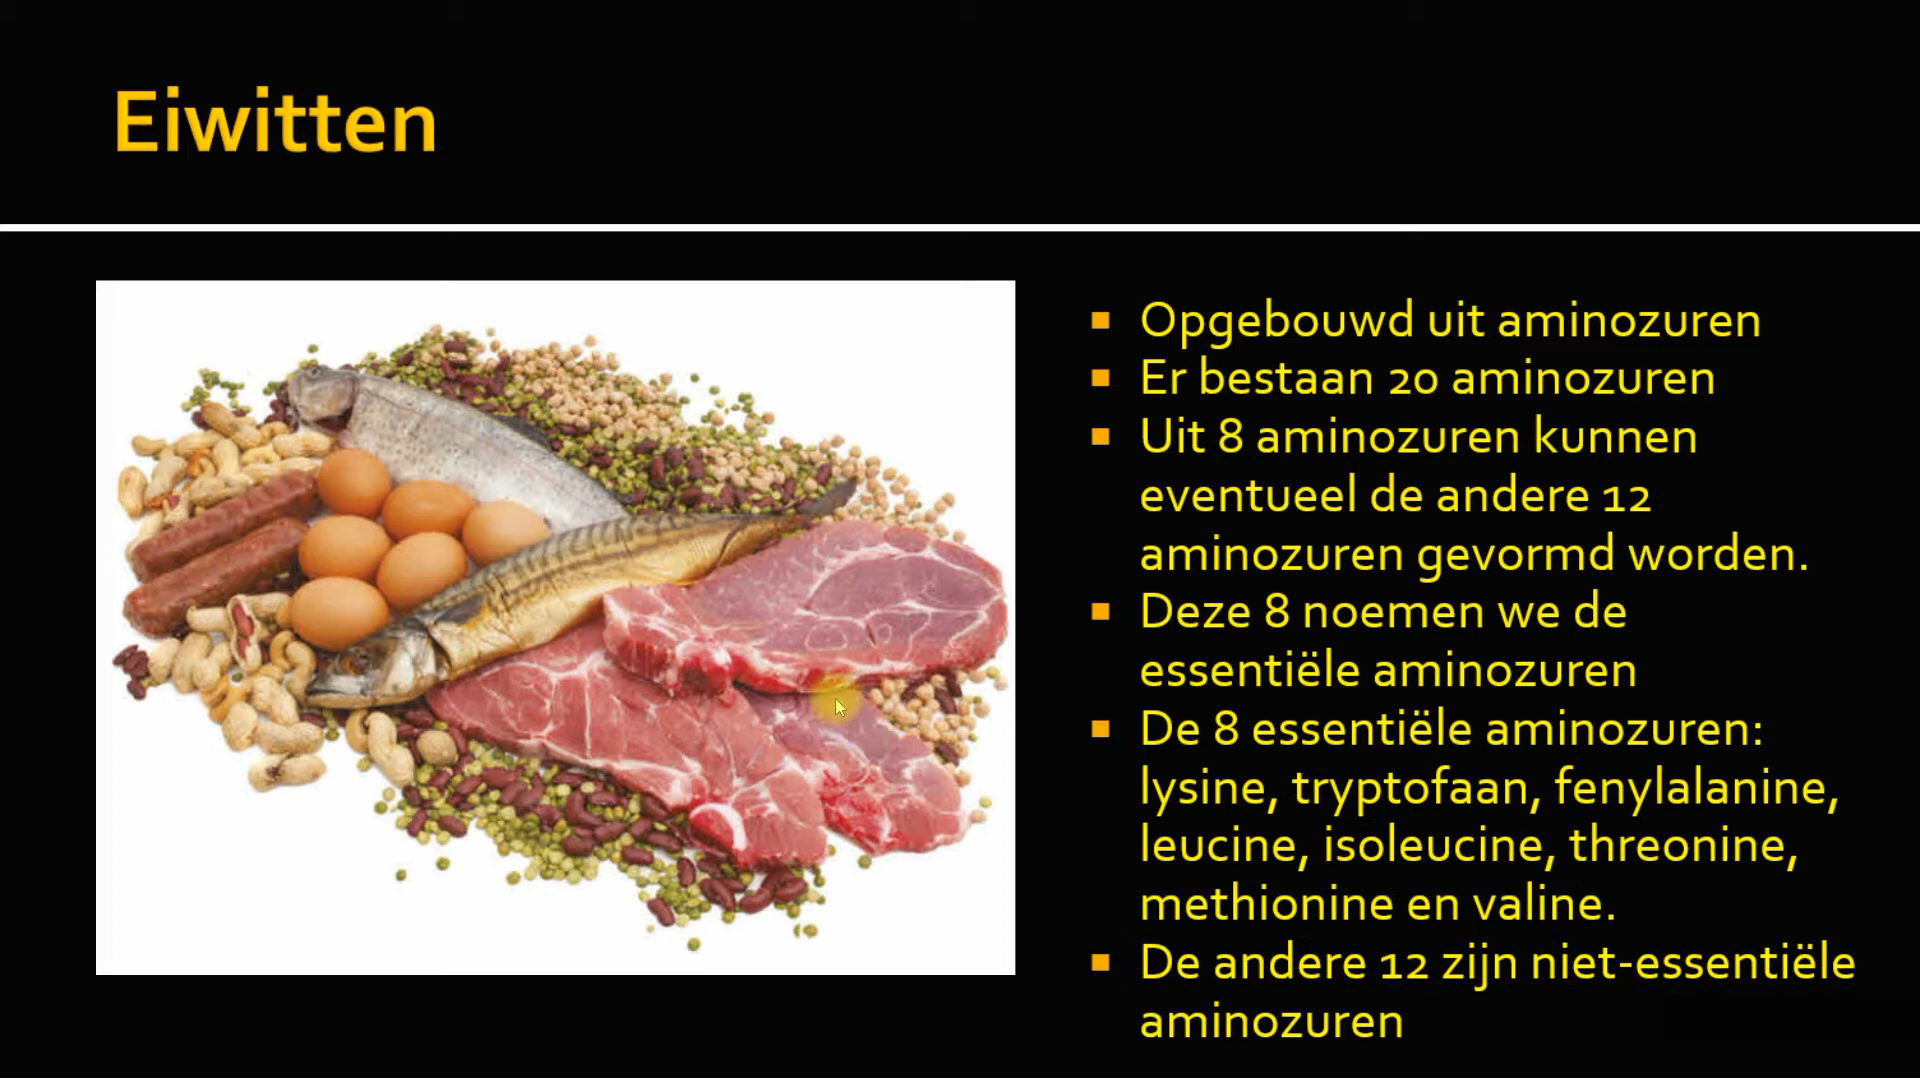 Eiwitten
▪ Opgebouwd uit aminozuren
▪ Er bestaan 20 aminozuren
▪ Uit 8 aminozuren kunnen
eventueel de andere 12
aminozuren gevormd worden.
▪ Deze 8 noemen we de
essentiële aminozuren
▪ De 8 essentiële aminozuren:
lysine, tryptofaan, fenylalanine,
leucine, isoleucine, threonine,
methionine en valine.
▪ De andere 12 zijn niet-essentiële
aminozuren